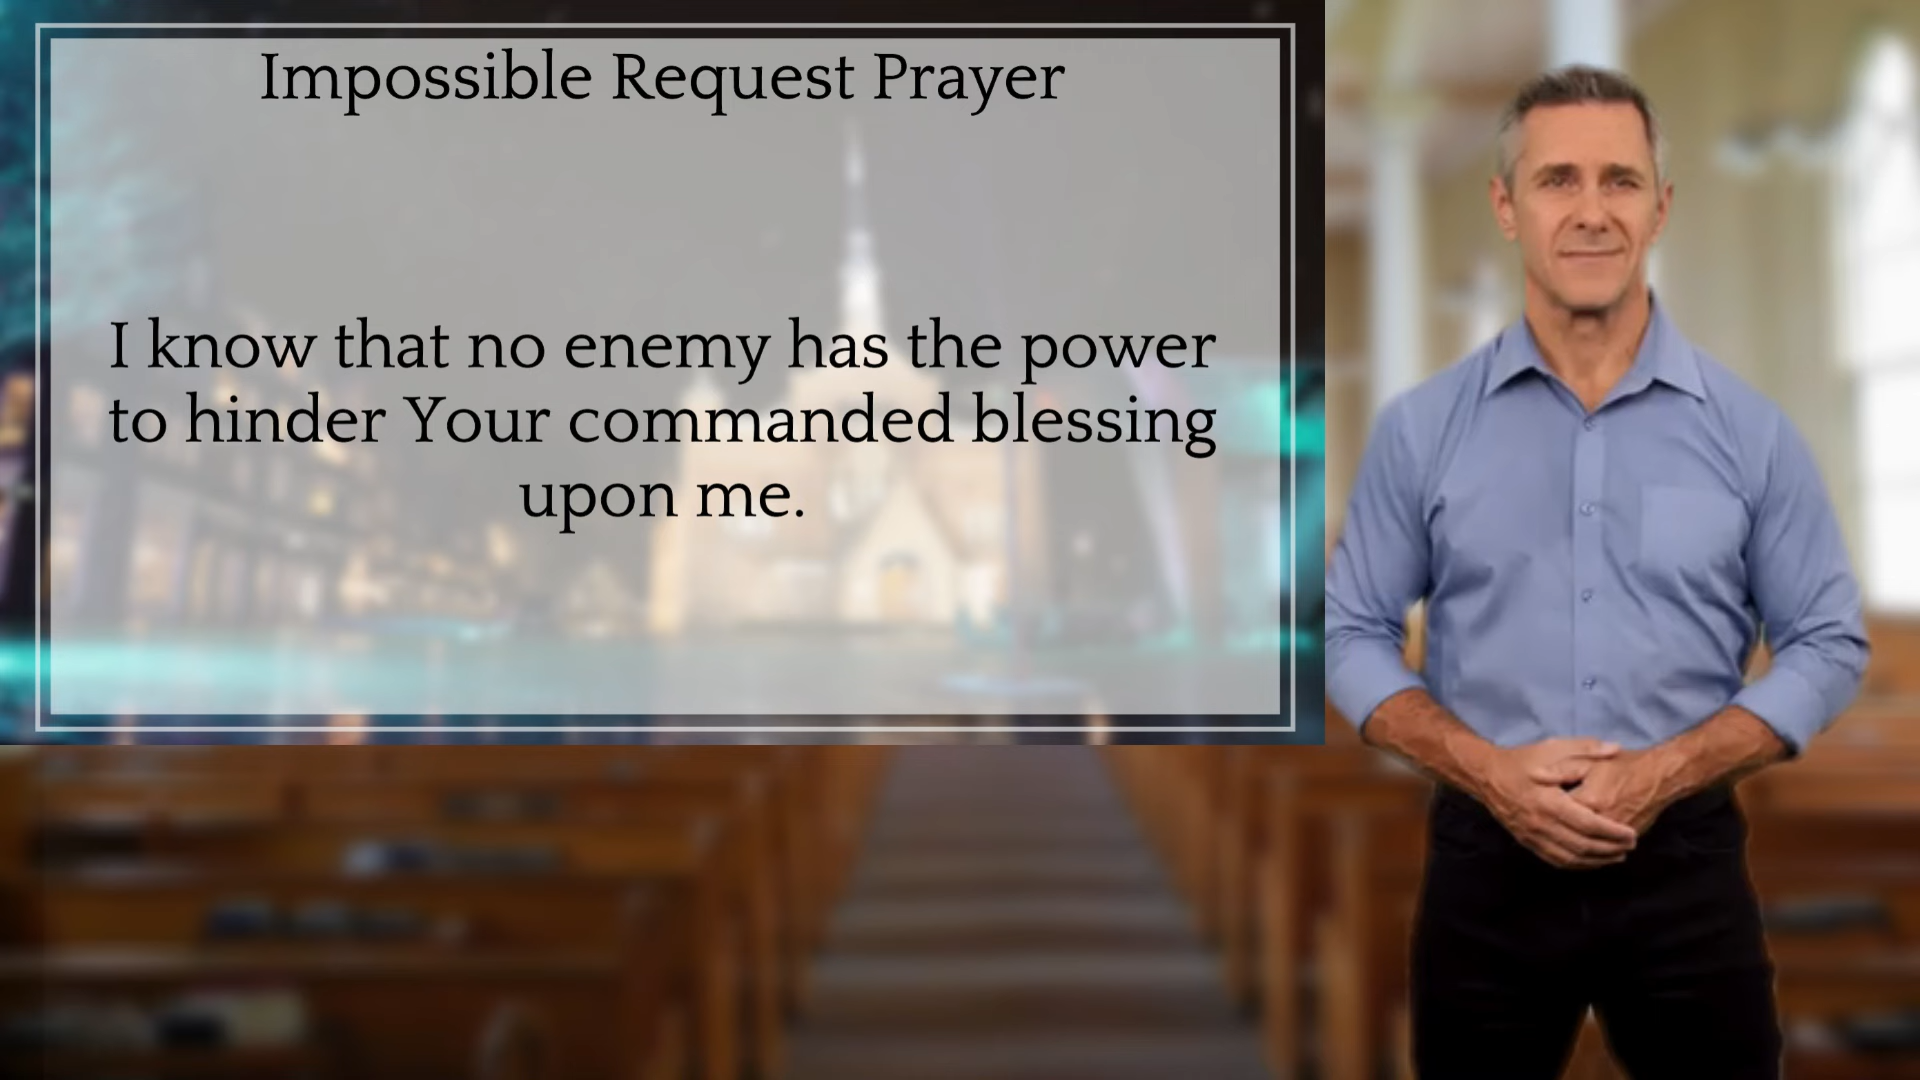 Impossible Request Prayer
I know that no enemy has the power
to hinder Your commanded blessing
upon me.